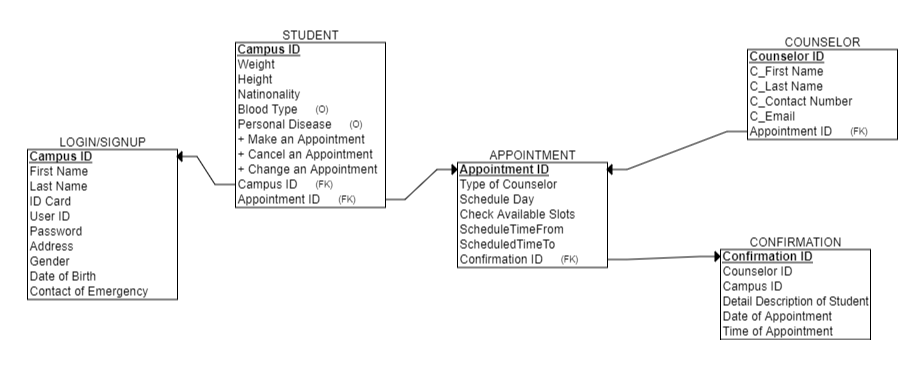 STUDENT
Campus ID
Weight
Height
Natinonality
Blood Type (O)
Personal Disease (O)
+ Make an Appointment
+ Cancel an Appointment
+ Change an Appointment
Campus ID (FK)
Appointment ID (FK)
COUNSELOR
Counselor ID
C_First Name
C_Last Name
C_Contact Number
C_Email
Appointment ID (FK)
LOGIN/SIGNUP
Campus ID
First Name
Last Name
ID Card
User ID
Password
Address
Gender
Date of Birth
Contact of Emergency
APPOINTMENT
Appointment ID
Type of Counselor
Schedule Day
Check Available Slots
ScheduleTimeFrom
ScheduledTimeTo
Confirmation ID (FK)
CONFIRMATION
Confirmation ID
Counselor ID
Campus ID
Detail Description of Student
Date of Appointment
Time of Appointment